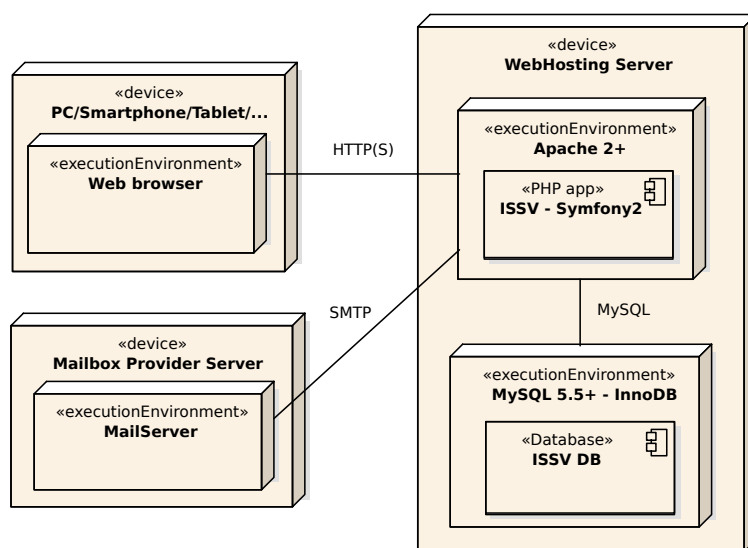 «device»
PC/Smartphone/Tablet/...
«executionEnvironment»
Web browser
HTTP(S)
«device»
WebHosting Server
«executionEnvironment»
Apache 2+
«PHP app»
ISSV - Symfony2
SMTP
MySQL
«device»
Mailbox Provider Server
«executionEnvironment»
MailServer
«executionEnvironment»
MySQL 5.5+ - InnoDB
«Database»
ISSV DB